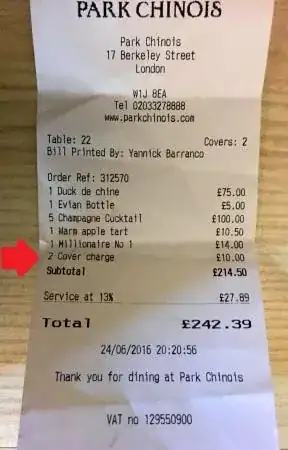 PARK CHINOIS
Park Chinois
17 Berkeley Street
London
W1J 8EA
Tel 02033278888
www.parkchinois.com
Table: 22 Covers: 2
Bill Printed By: Yannick Barranco
Order Ref: 312570
1 Duck de chine £75.00
1 Evian Bottle £5.00
5 Champagne Cucktail £100.00
1 Warm apple tart £10.50
1 Millionaire No 1 £14.00
2 Cover charge £10.00
Subtotal £214.50
Service at 13% £27.89
Total £242.39
24/06/2016 20:20:56
Thank you for dining at Park Chinois
VAT no 129550900